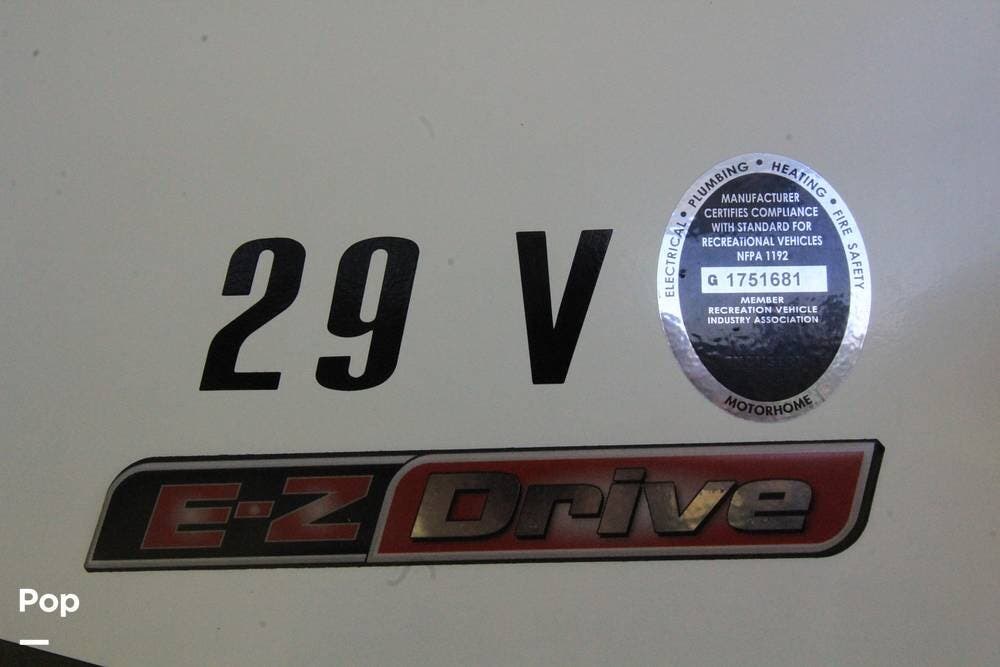 29 V
ELECTRICAL • PLUMBING • HEATING • FIRE SAFETY
MANUFACTURER
CERTIFIES COMPLIANCE
WITH STANDARD FOR
RECREATIONAL VEHICLES
NFPA 1192
G 1751681
MEMBER
RECREATION VEHICLE
INDUSTRY ASSOCIATION
MOTORHOME
E-Z Drive
Pop